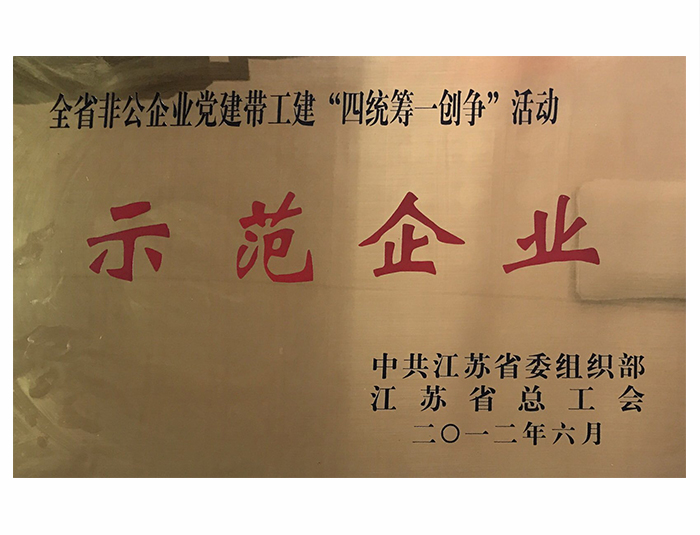 全省非公企业党建带工建“四统筹一创争”活动
示范企业
中共江苏省委组织部
江苏省总工会
二〇一二年六月